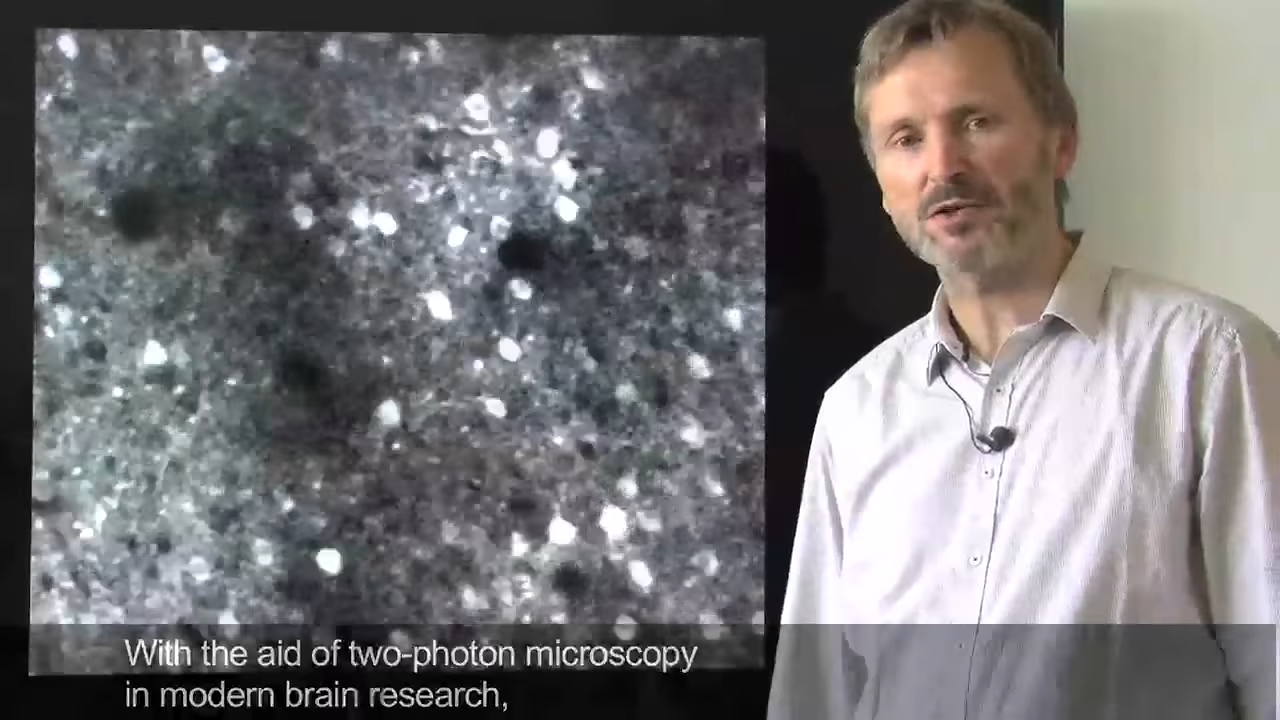 With the aid of two-photon microscopy
in modern brain research,